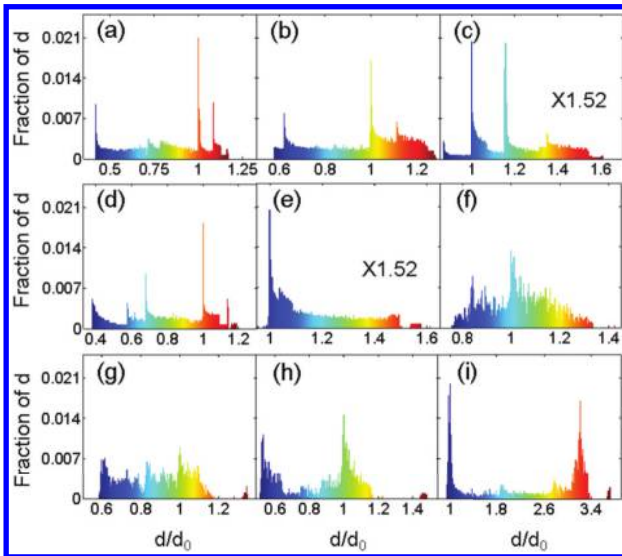 (a) (b) (c)
Fraction of d
0.021
0.014
0.007
0
X1.52
0.5 0.75 1 1.25 0.6 0.8 1 1.2 1 1.2 1.4 1.6
(d) (e) (f)
Fraction of d
0.021
0.014
0.007
0
X1.52
0.4 0.6 0.8 1 1.2 1 1.2 1.4 1.6 0.8 1 1.2 1.4
(g) (h) (i)
Fraction of d
0.021
0.014
0.007
0
0.6 0.8 1 1.2 0.6 0.8 1 1.2 1.4 1 1.8 2.6 3.4
d/d₀ d/d₀ d/d₀